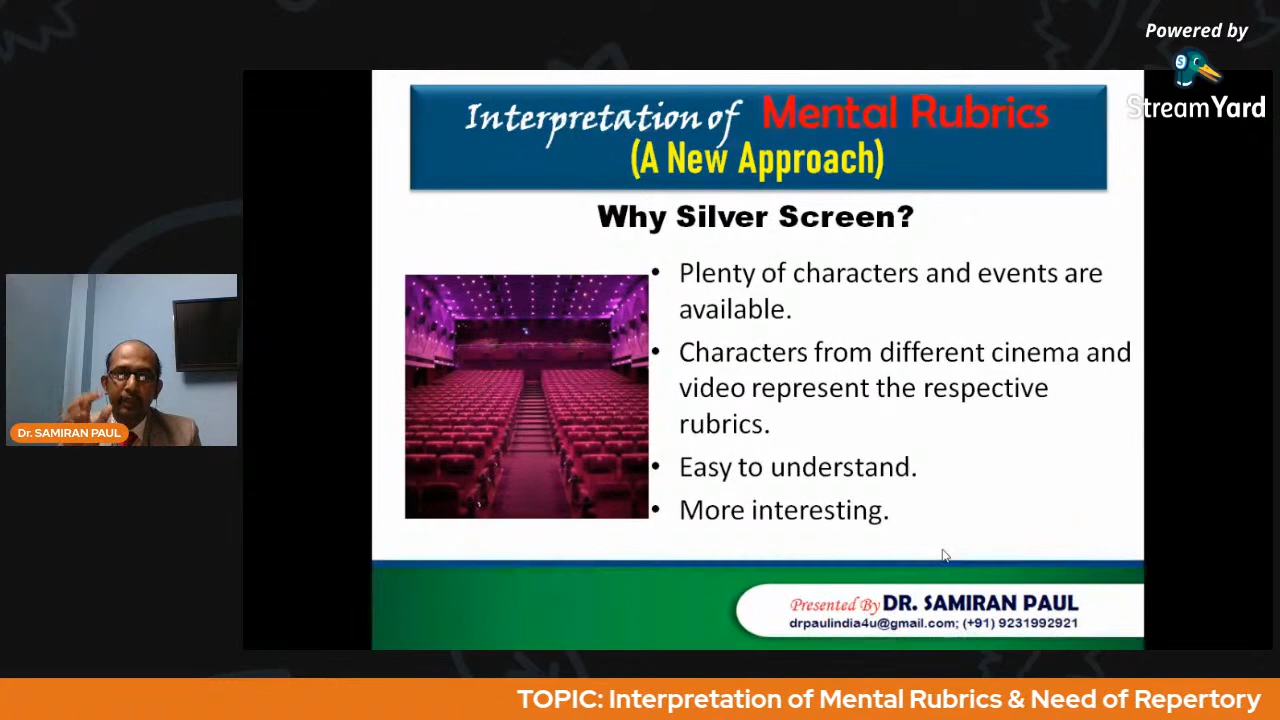 Powered by
StreamYard
Interpretation of Mental Rubrics
(A New Approach)
Why Silver Screen?
• Plenty of characters and events are
available.
• Characters from different cinema and
video represent the respective
rubrics.
• Easy to understand.
• More interesting.
Dr. SAMIRAN PAUL
Presented By DR. SAMIRAN PAUL
drpaulindia4u@gmail.com; (+91) 9231992921
TOPIC: Interpretation of Mental Rubrics & Need of Repertory